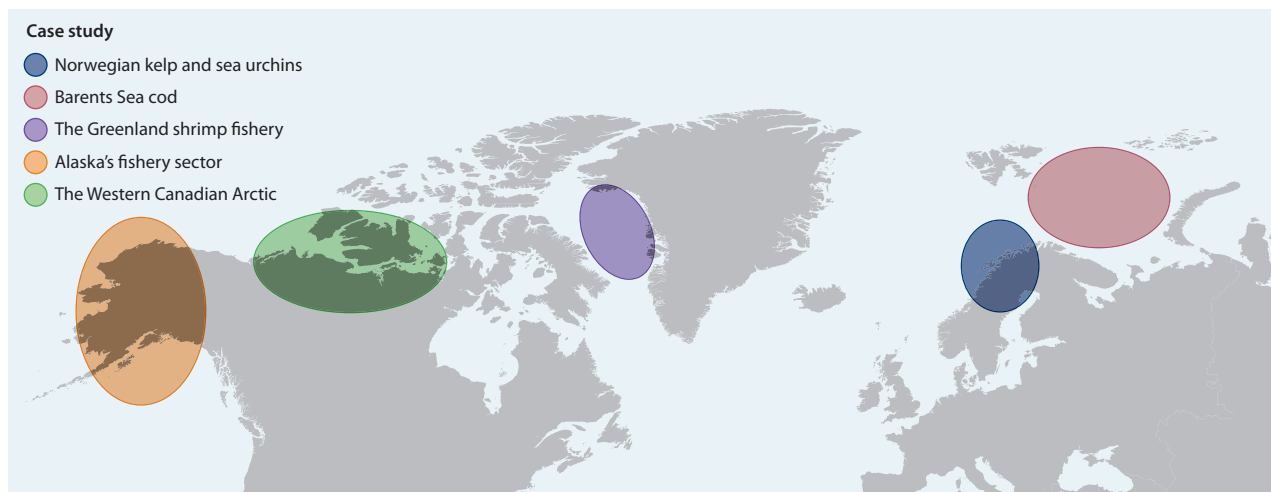 Case study
Norwegian kelp and sea urchins
Barents Sea cod
The Greenland shrimp fishery
Alaska's fishery sector
The Western Canadian Arctic